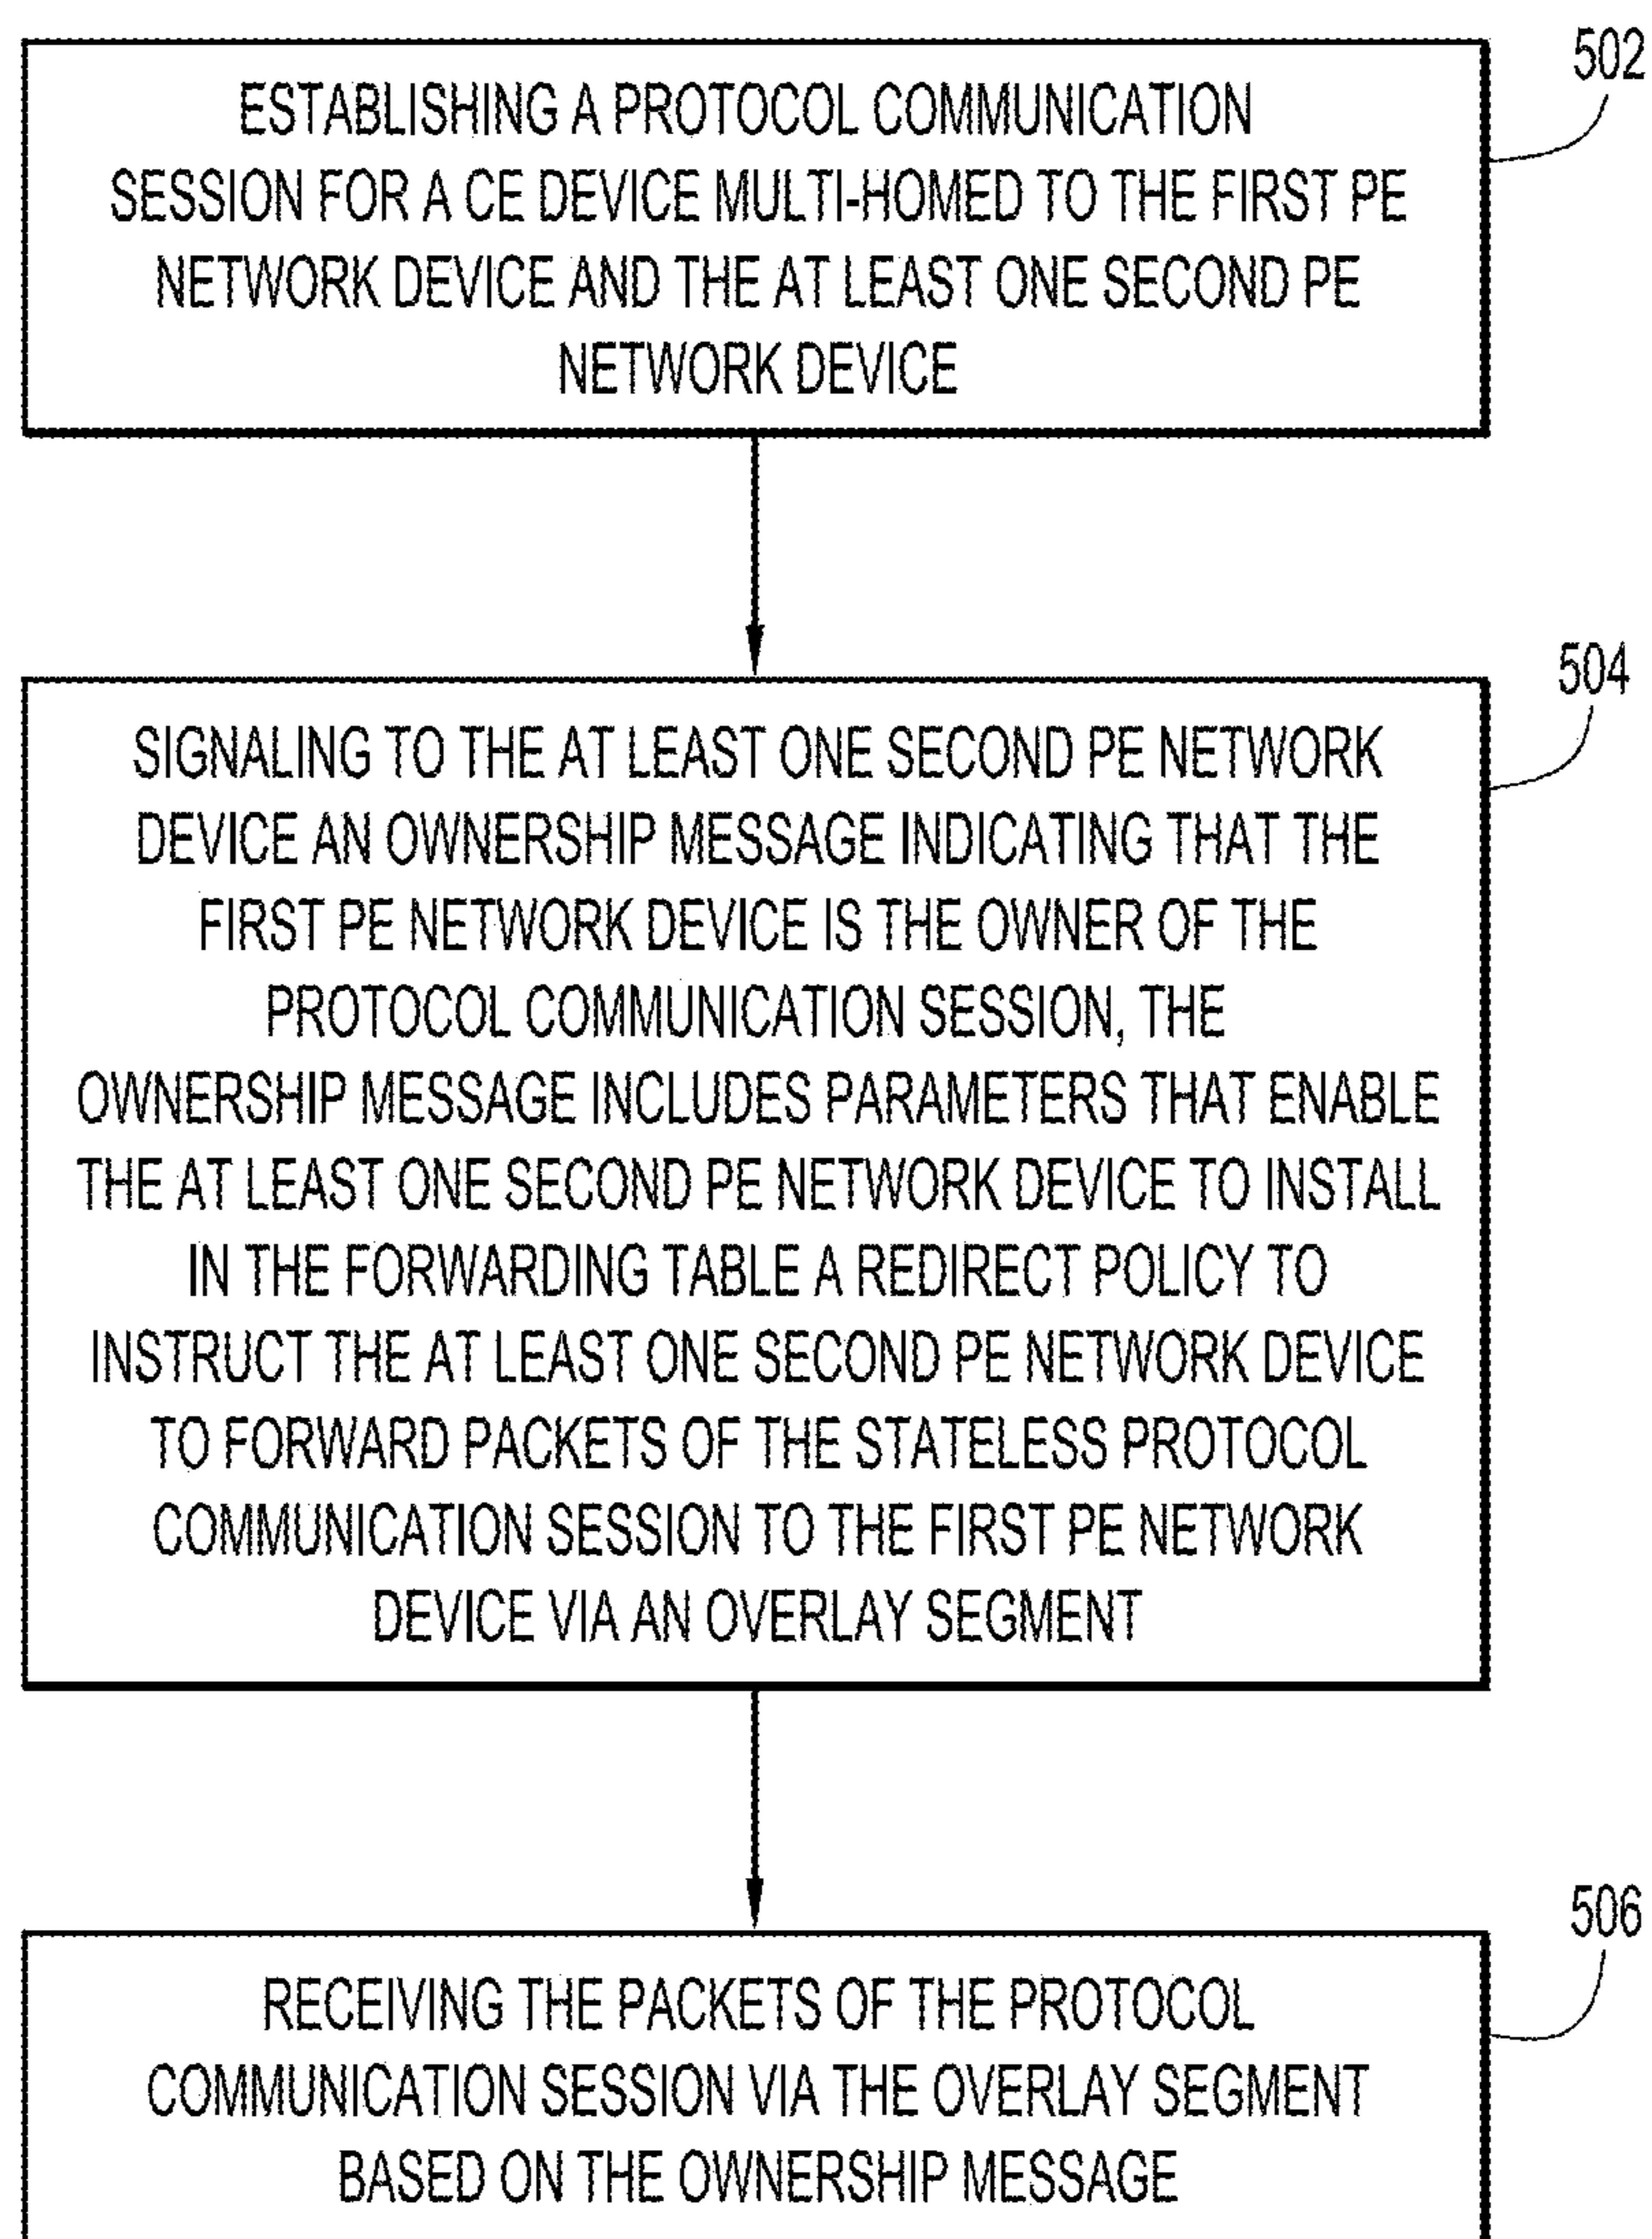 502
ESTABLISHING A PROTOCOL COMMUNICATION
SESSION FOR A CE DEVICE MULTI-HOMED TO THE FIRST PE
NETWORK DEVICE AND THE AT LEAST ONE SECOND PE
NETWORK DEVICE
504
SIGNALING TO THE AT LEAST ONE SECOND PE NETWORK
DEVICE AN OWNERSHIP MESSAGE INDICATING THAT THE
FIRST PE NETWORK DEVICE IS THE OWNER OF THE
PROTOCOL COMMUNICATION SESSION, THE
OWNERSHIP MESSAGE INCLUDES PARAMETERS THAT ENABLE
THE AT LEAST ONE SECOND PE NETWORK DEVICE TO INSTALL
IN THE FORWARDING TABLE A REDIRECT POLICY TO
INSTRUCT THE AT LEAST ONE SECOND PE NETWORK DEVICE
TO FORWARD PACKETS OF THE STATELESS PROTOCOL
COMMUNICATION SESSION TO THE FIRST PE NETWORK
DEVICE VIA AN OVERLAY SEGMENT
506
RECEIVING THE PACKETS OF THE PROTOCOL
COMMUNICATION SESSION VIA THE OVERLAY SEGMENT
BASED ON THE OWNERSHIP MESSAGE